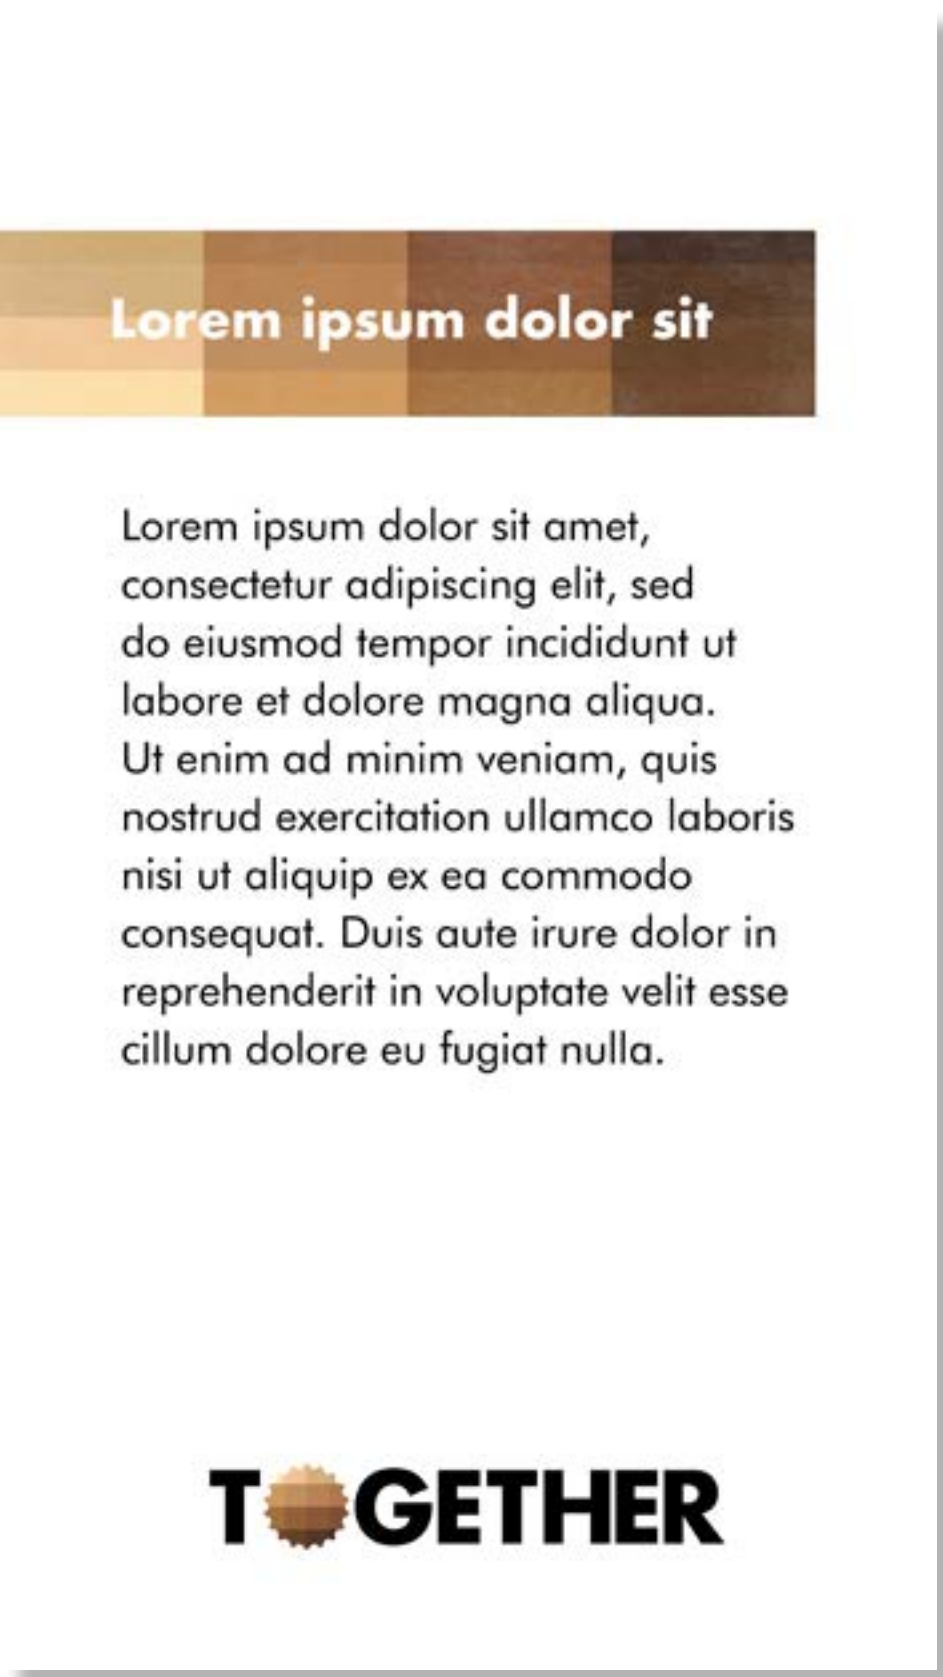 Lorem ipsum dolor sit
Lorem ipsum dolor sit amet,
consectetur adipiscing elit, sed
do eiusmod tempor incididunt ut
labore et dolore magna aliqua.
Ut enim ad minim veniam, quis
nostrud exercitation ullamco laboris
nisi ut aliquip ex ea commodo
consequat. Duis aute irure dolor in
reprehenderit in voluptate velit esse
cillum dolore eu fugiat nulla.
TOGETHER